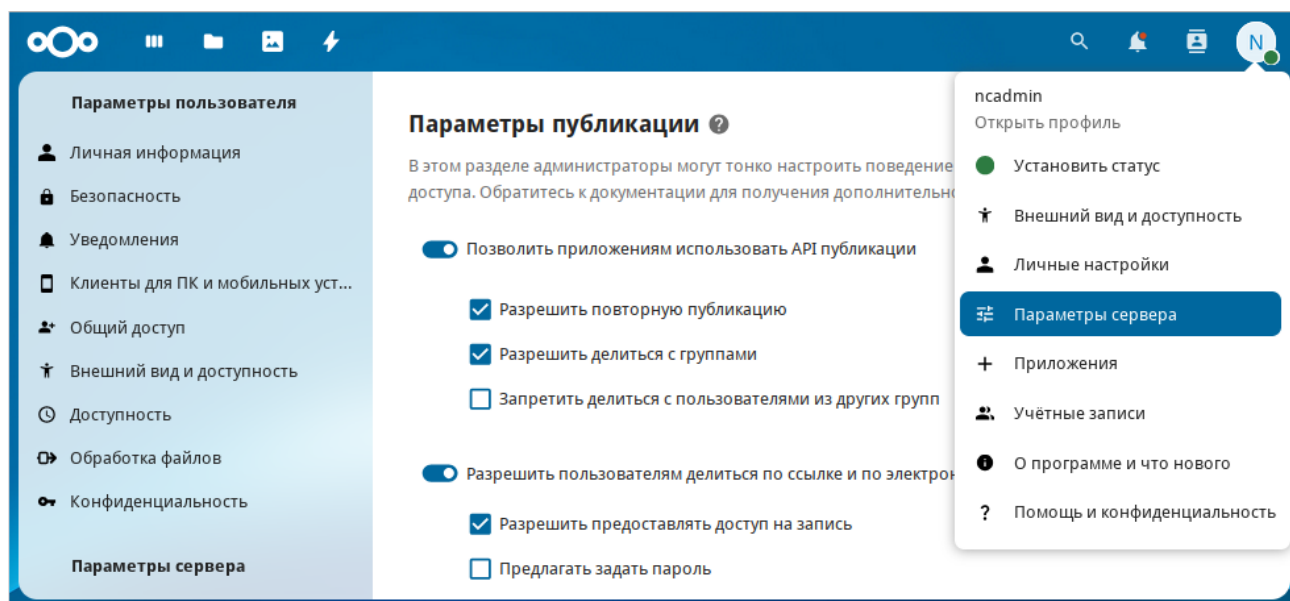 N
Параметры пользователя
Личная информация
Безопасность
Уведомления
Клиенты для ПК и мобильных уст...
Общий доступ
Внешний вид и доступность
Доступность
Обработка файлов
Конфиденциальность
Параметры сервера
Параметры публикации ?
В этом разделе администраторы могут тонко настроить поведение
доступа. Обратитесь к документации для получения
Позволить приложениям использовать API публикации
Разрешить повторную публикацию
Разрешить делиться с группами
Запретить делиться с пользователями из других групп
Разрешить пользователям делиться по ссылке и по
Разрешить предоставлять доступ на запись
Предлагать задать пароль
ncadmin
Открыть профиль
Установить статус
Внешний вид и доступность
Личные настройки
Параметры сервера
Приложения
Учётные записи
О программе и что нового
Помощь и конфиденциальность